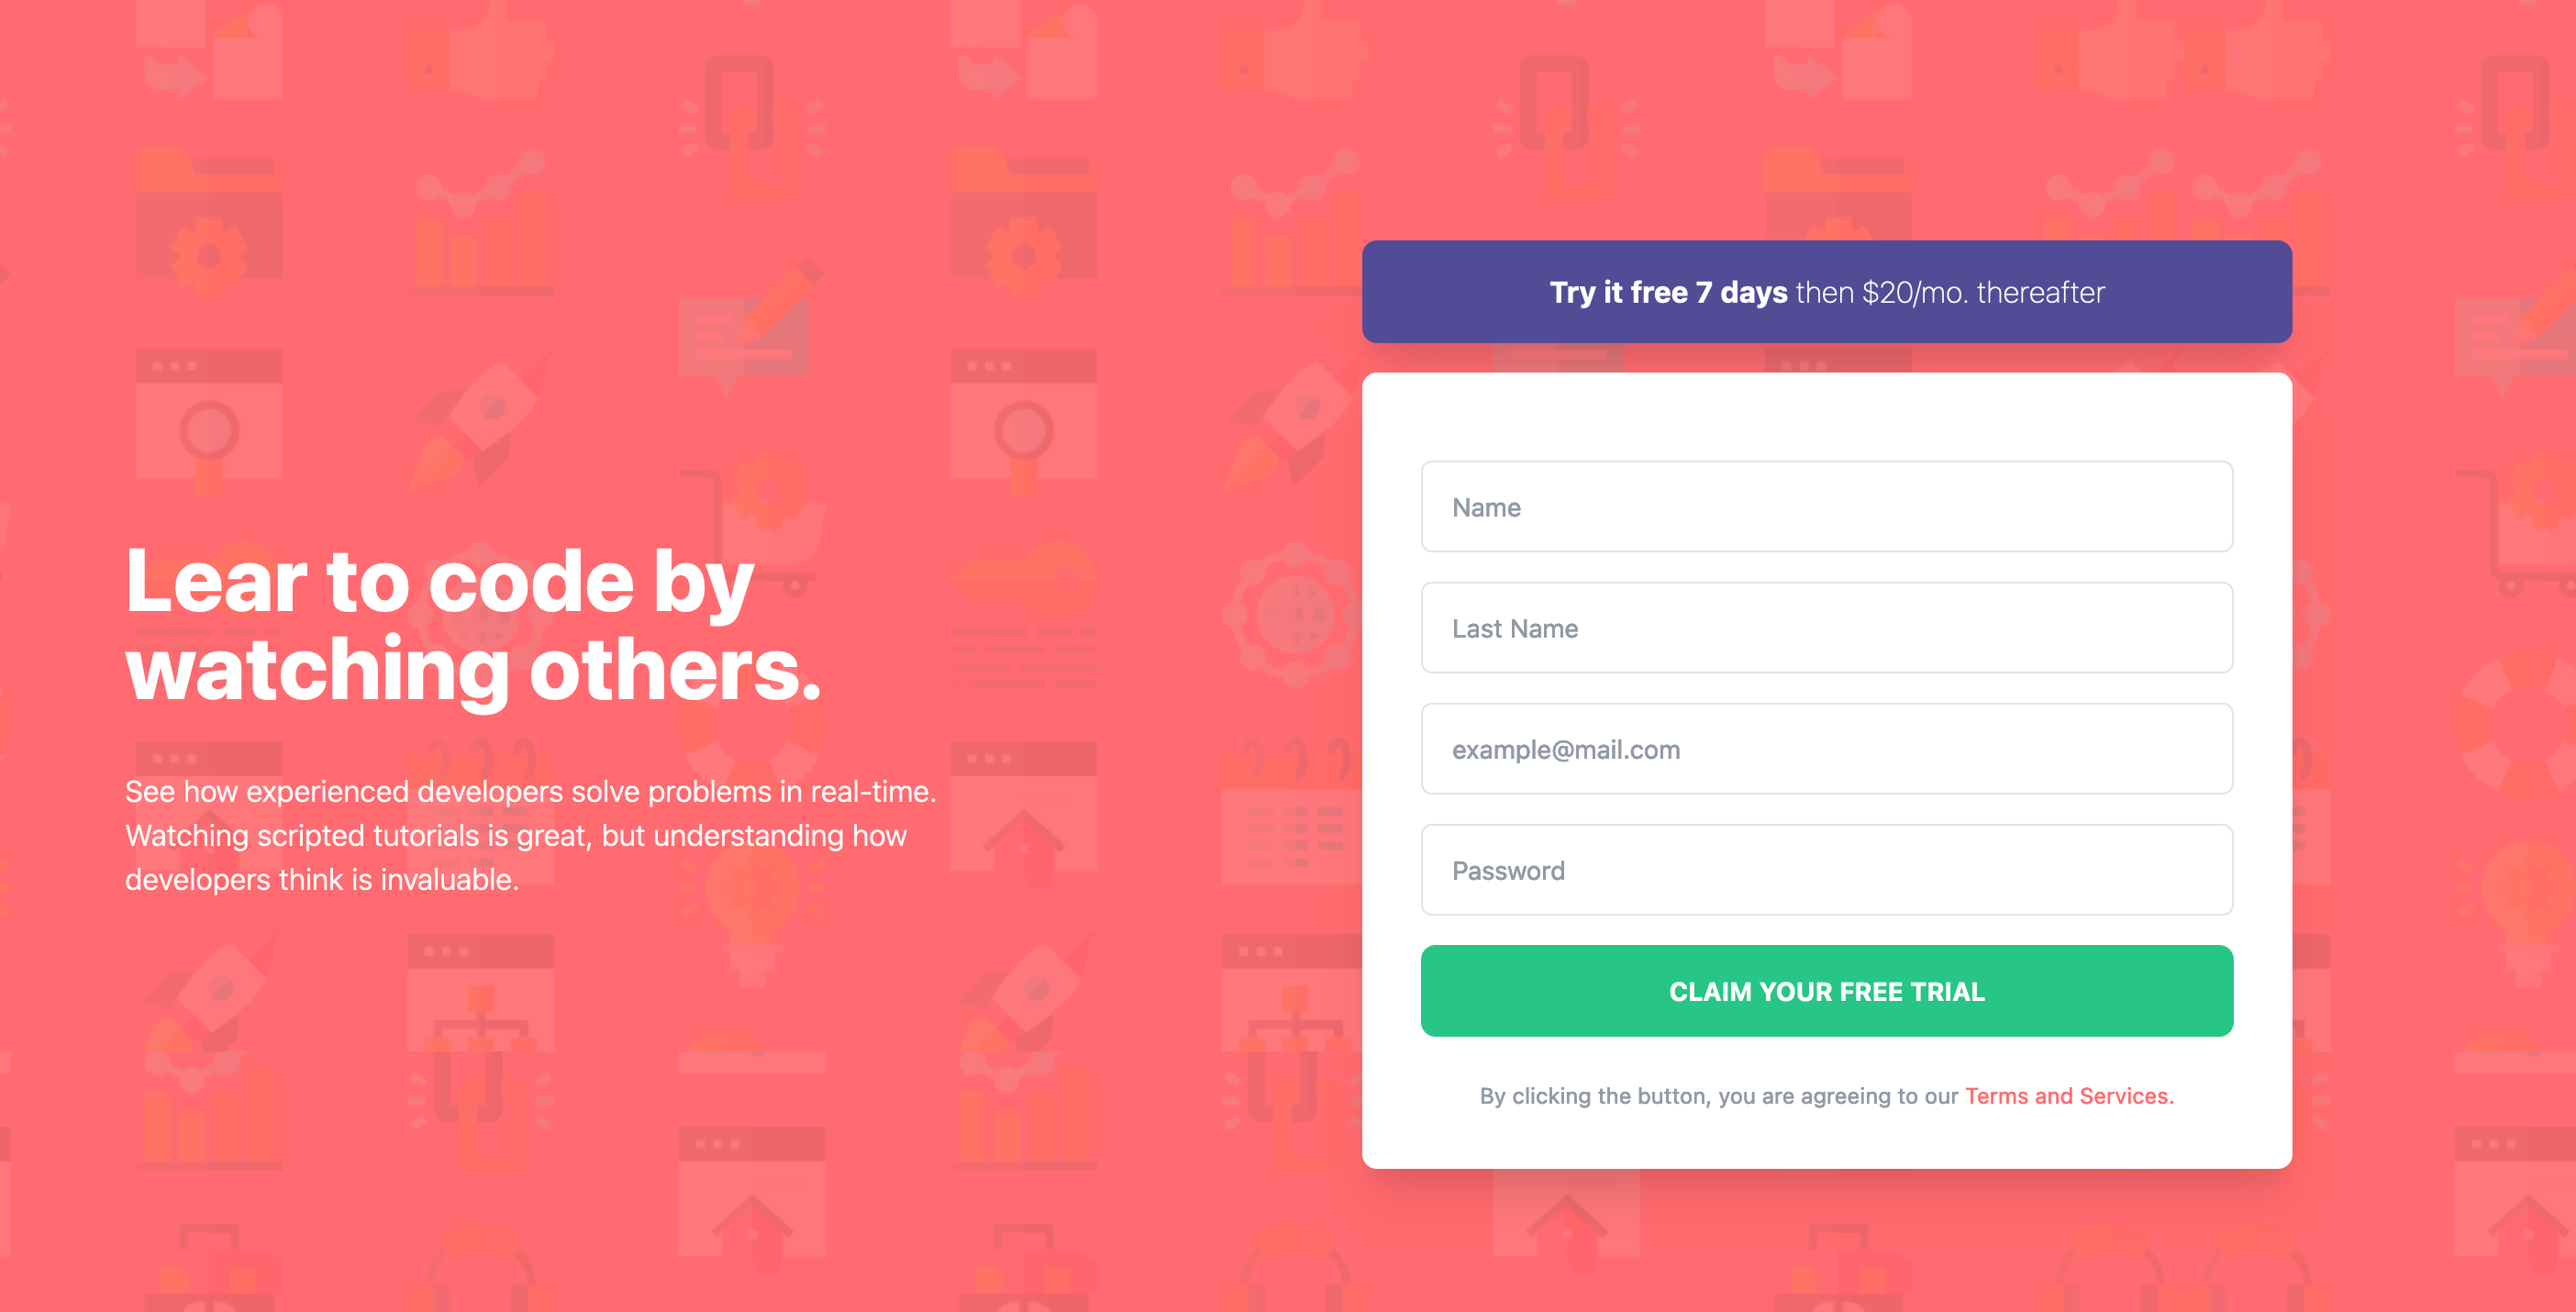 Lear to code by
watching others.
See how experienced developers solve problems in real-time.
Watching scripted tutorials is great, but understanding how
developers think is invaluable.
Try it free 7 days then $20/mo. thereafter
Name
Last Name
example@mail.com
Password
CLAIM YOUR FREE TRIAL
By clicking the button, you are agreeing to our Terms and Services.